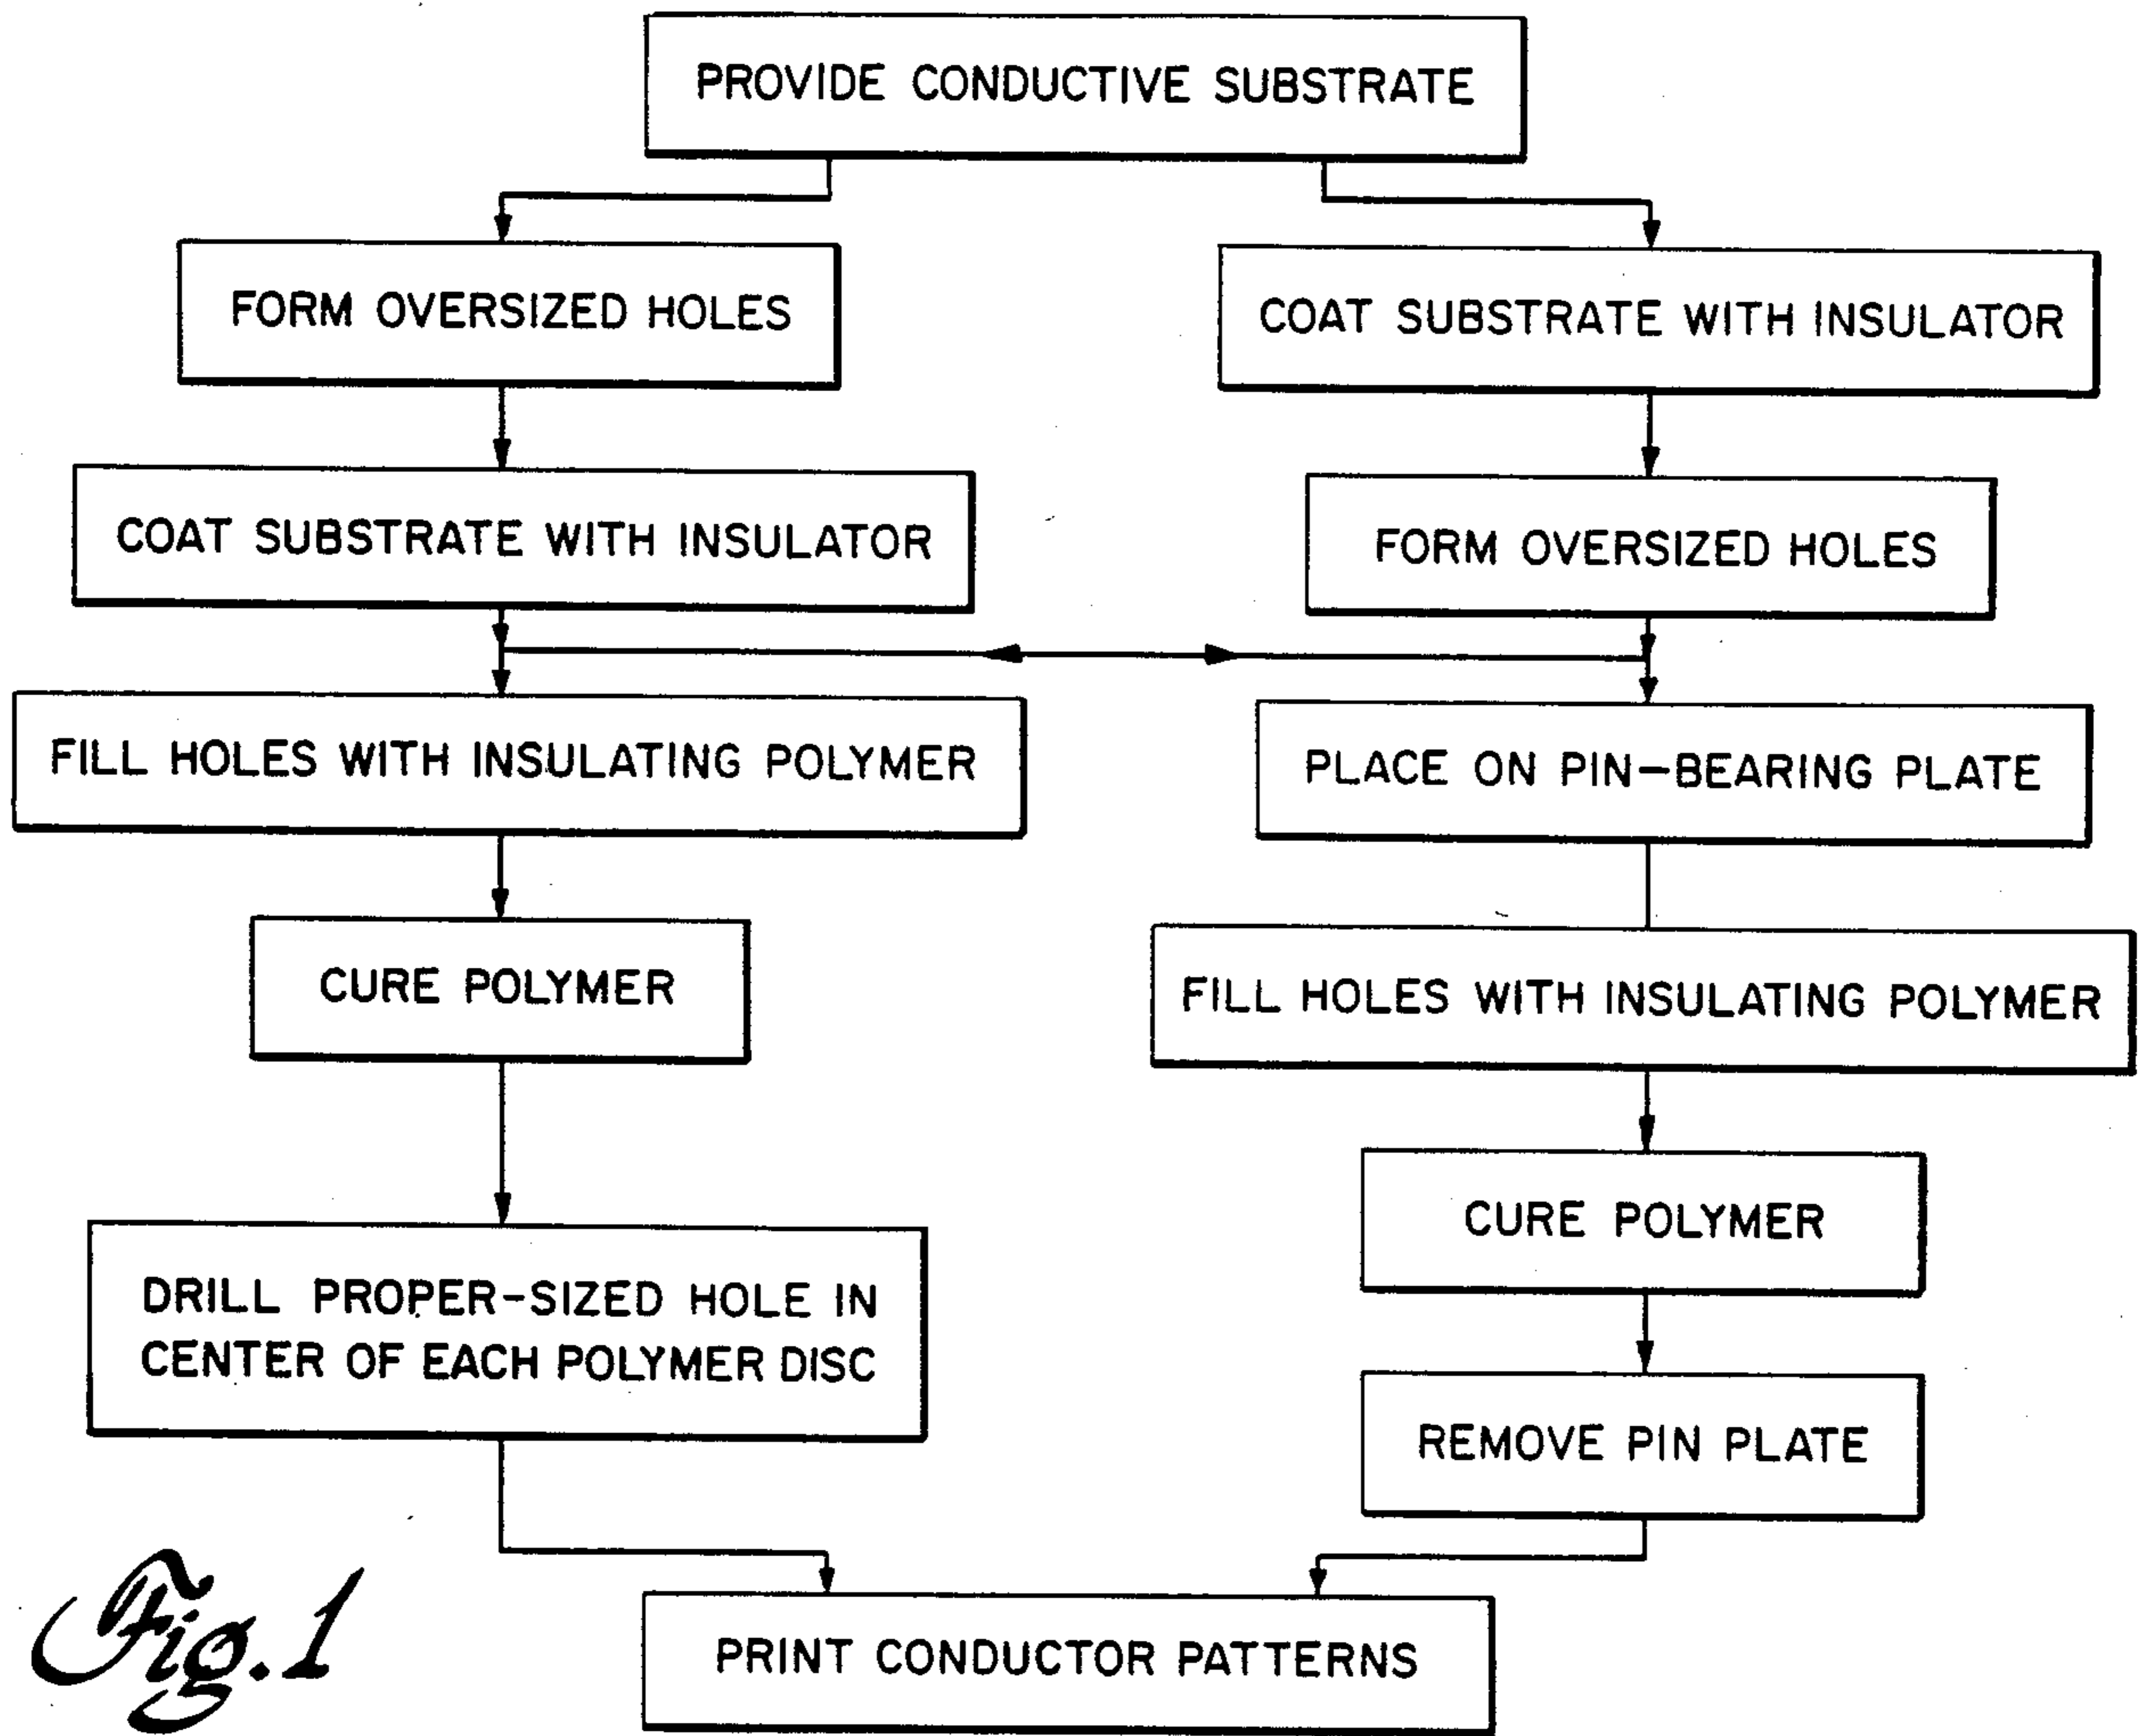 PROVIDE CONDUCTIVE SUBSTRATE
FORM OVERSIZED HOLES
COAT SUBSTRATE WITH INSULATOR
COAT SUBSTRATE WITH INSULATOR
FORM OVERSIZED HOLES
FILL HOLES WITH INSULATING POLYMER
PLACE ON PIN-BEARING PLATE
CURE POLYMER
FILL HOLES WITH INSULATING POLYMER
DRILL PROPER-SIZED HOLE IN
CENTER OF EACH POLYMER DISC
CURE POLYMER
REMOVE PIN PLATE
PRINT CONDUCTOR PATTERNS
Fig. 1